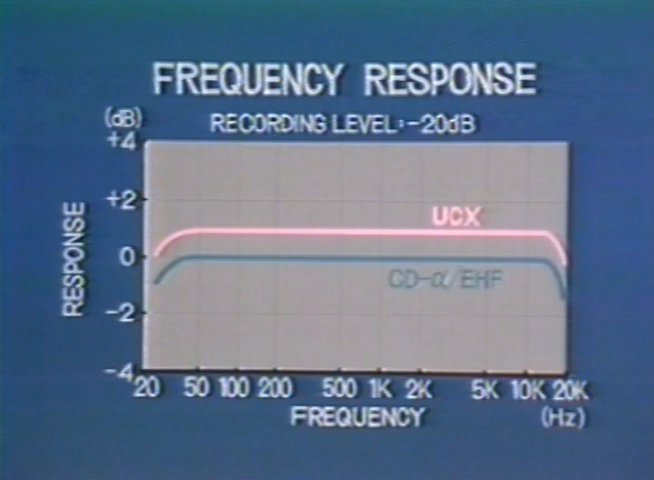 FREQUENCY RESPONSE
(dB)
RECORDING LEVEL:-20dB
+4
+2
UCX
0
CD-α/EHF
-2
-4
RESPONSE
20 50 100 200 500 1K 2K 5K 10K 20K
FREQUENCY (Hz)